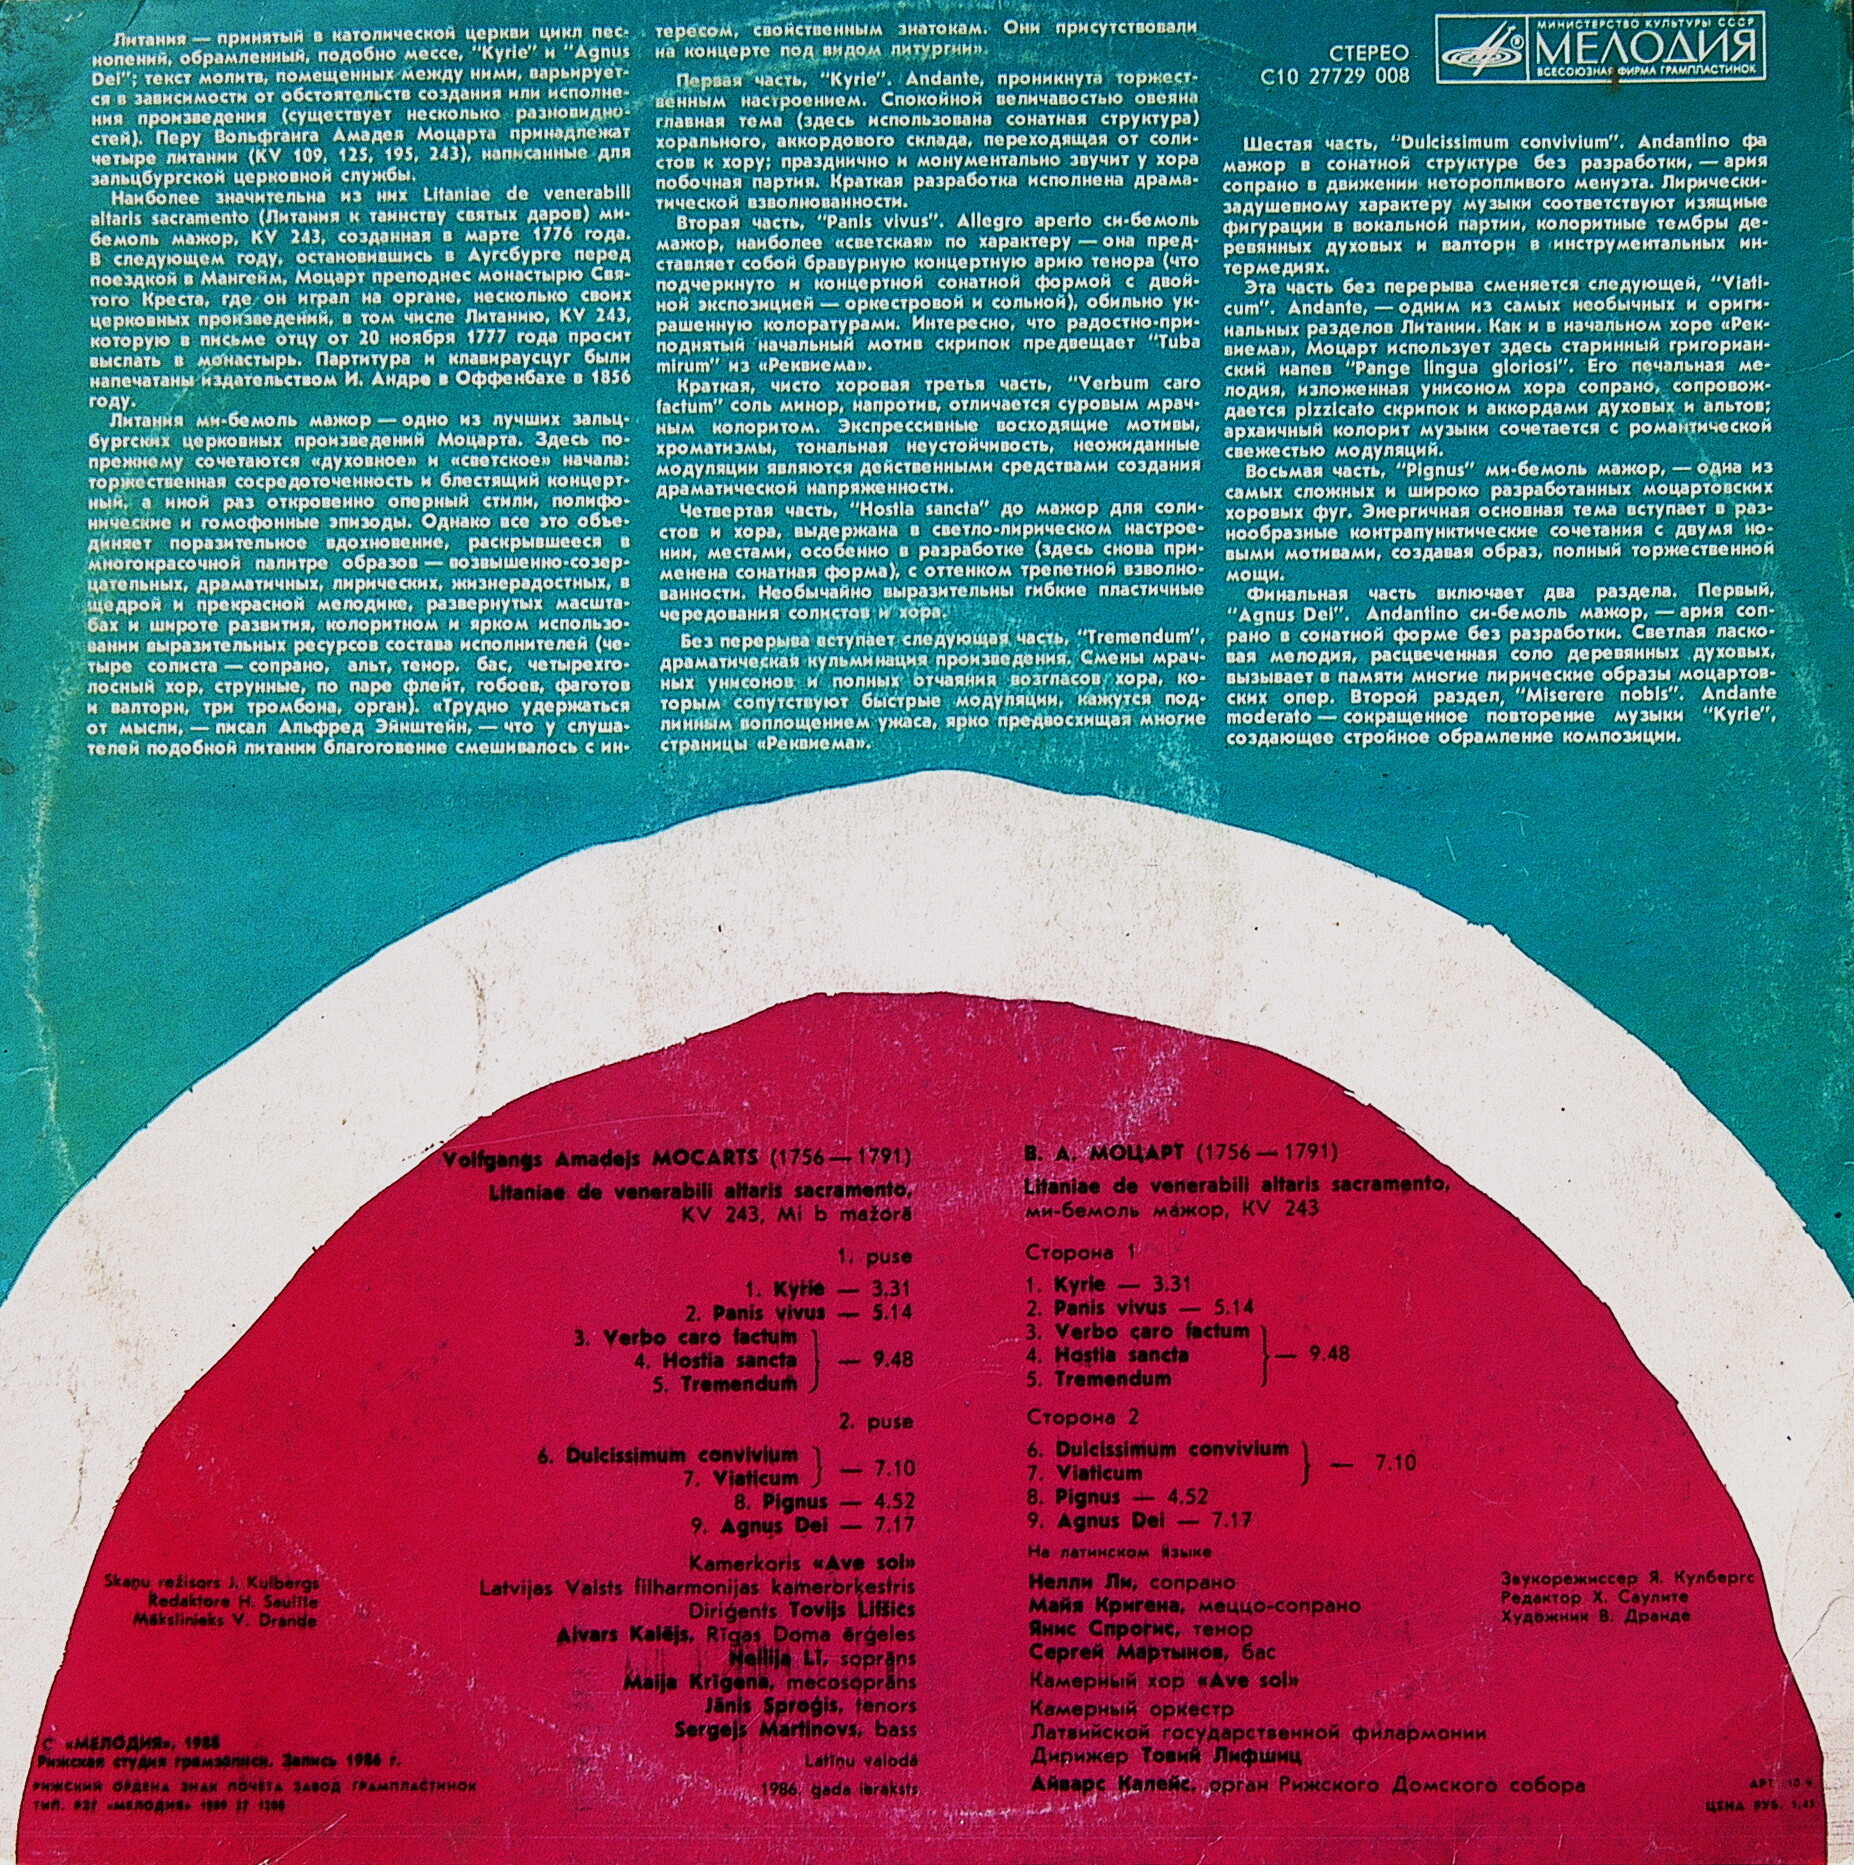 Литания — принятый в католической церкви цикл пес-
нопений, обрамленный, подобно мессе, "Kyrie" и "Agnus
Dei"; текст молитв, помещенных между ними, варьирует-
ся в зависимости от обстоятельств создания или исполне-
ния произведения (существует несколько разновидно-
стей). Перу Вольфганга Амадея Моцарта принадлежат
четыре литании (KV 109, 125, 195, 243), написанные для
зальцбургской церковной службы.
Наиболее значительна из них Litaniae de venerabili
altaris sacramento (Литания к таинству святых даров) ми-
бемоль мажор, KV 243, созданная в марте 1776 года.
В следующем году, остановившись в Аугсбурге перед
поездкой в Мангейм, Моцарт преподнес монастырю Свя-
того Креста, где он играл на органе, несколько своих
церковных произведений, в том числе Литанию, KV 243,
которую в письме отцу от 20 ноября 1777 года просит
выслать в монастырь. Партитура и клавираусцуг были
напечатаны издательством И. Андре в Оффенбахе в 1856
году.
Литания ми-бемоль мажор — одно из лучших зальц-
бургских церковных произведений Моцарта. Здесь по-
прежнему сочетаются «духовное» и «светское» начала:
торжественная сосредоточенность и блестящий концерт-
ный, а иной раз откровенно оперный стили, полифо-
нические и гомофонные эпизоды. Однако все это объе-
диняет поразительное вдохновение, раскрывшееся в
многокрасочной палитре образов — возвышенно-созер-
цательных, драматичных, лирических, жизнерадостных, в
щедрой и прекрасной мелодике, развернутых масшта-
бах и широте развития, колоритном и ярком использо-
вании выразительных ресурсов состава исполнителей (че-
тыре солиста — сопрано, альт, тенор, бас, четырехго-
лосный хор, струнные, по паре флейт, гобоев, фаготов
и валторн, три тромбона, орган). «Трудно удержаться
от мысли, — писал Альфред Эйнштейн, — что у слуша-
телей подобной литании благоговение смешивалось с ин-
тересом, свойственным знатокам. Они присутствовали
на концерте под видом литургии».
Первая часть, "Kyrie". Andante, проникнута торжест-
венным настроением. Спокойной величавостью овеяна
главная тема (здесь использована сонатная структура)
хорального, аккордового склада, переходящая от соли-
стов к хору; празднично и монументально звучит у хора
побочная партия. Краткая разработка исполнена драма-
тической взволнованности.
Вторая часть, "Panis vivus". Allegro aperto си-бемоль
мажор, наиболее «светская» по характеру — она пред-
ставляет собой бравурную концертную арию тенора (что
подчеркнуто и концертной сонатной формой с двой-
ной экспозицией — оркестровой и сольной), обильно ук-
рашенную колоратурами. Интересно, что радостно-при-
поднятый начальный мотив скрипок предвещает "Tuba
mirum" из «Реквиема».
Краткая, чисто хоровая третья часть, "Verbum caro
factum" соль минор, напротив, отличается суровым мрач-
ным колоритом. Экспрессивные восходящие мотивы,
хроматизмы, тональная неустойчивость, неожиданные
модуляции являются действенными средствами создания
драматической напряженности.
Четвертая часть, "Hostia sancta" до мажор для соли-
стов и хора, выдержана в светло-лирическом настрое-
нии, местами, особенно в разработке (здесь снова при-
менена сонатная форма), с оттенком трепетной взволно-
ванности. Необычайно выразительны гибкие пластичные
чередования солистов и хора.
Без перерыва вступает следующая часть, "Tremendum",
драматическая кульминация произведения. Смены мрач-
ных унисонов и полных отчаяния возгласов хора, ко-
торым сопутствуют быстрые модуляции, кажутся под-
линным воплощением ужаса, ярко предвосхищая многие
страницы «Реквиема».
СТЕРЕО
С10 27729 008
МИНИСТЕРСТВО КУЛЬТУРЫ СССР
МЕЛОДИЯ
ВСЕСОЮЗНАЯ ФИРМА ГРАМПЛАСТИНОК
Шестая часть, "Dulcissimum convivium". Andantino фа
мажор в сонатной структуре без разработки, — ария
сопрано в движении неторопливого менуэта. Лирически-
задушевному характеру музыки соответствуют изящные
фигурации в вокальной партии, колоритные тембры де-
ревянных духовых и валторн в инструментальных ин-
термедиях.
Эта часть без перерыва сменяется следующей, "Viati-
cum". Andante, — одним из самых необычных и ориги-
нальных разделов Литании. Как и в начальном хоре «Рек-
виема», Моцарт использует здесь старинный григориан-
ский напев "Pange lingua gloriosi". Его печальная ме-
лодия, изложенная унисоном хора сопрано, сопровож-
дается pizzicato скрипок и аккордами духовых и альтов;
архаичный колорит музыки сочетается с романтической
свежестью модуляций.
Восьмая часть, "Pignus" ми-бемоль мажор, — одна из
самых сложных и широко разработанных моцартовских
хоровых фуг. Энергичная основная тема вступает в раз-
нообразные контрапунктические сочетания с двумя но-
выми мотивами, создавая образ, полный торжественной
мощи.
Финальная часть включает два раздела. Первый,
"Agnus Dei". Andantino си-бемоль мажор, — ария соп-
рано в сонатной форме без разработки. Светлая ласко-
вая мелодия, расцвеченная соло деревянных духовых,
вызывает в памяти многие лирические образы моцартов-
ских опер. Второй раздел, "Miserere nobis". Andante
moderato — сокращенное повторение музыки "Kyrie",
создающее стройное обрамление композиции.
Volfgangs Amadejs MOCARTS (1756 — 1791)
Litaniae de venerabili altaris sacramento,
KV 243, Mi b mažorā
1. puse
1. Kyrie — 3.31
2. Panis vivus — 5.14
3. Verbo caro factum
4. Hostia sancta — 9.48
5. Tremendum
2. puse
6. Dulcissimum convivium
7. Viaticum — 7.10
8. Pignus — 4.52
9. Agnus Dei — 7.17
Kamerkoris «Ave sol»
Latvijas Valsts filharmonijas kamerorķestris
Diriģents Tovijs Lifšics
Aivars Kalējs, Rīgas Doma ērģeles
Nellija Lī, soprāns
Maija Krīgena, mecosoprāns
Jānis Sproģis, tenors
Sergejs Martinovs, bass
Latīņu valodā
1986. gada ieraksts
В. А. МОЦАРТ (1756 — 1791)
Litaniae de venerabili altaris sacramento,
ми-бемоль мажор, KV 243
Сторона 1
1. Kyrie — 3.31
2. Panis vivus — 5.14
3. Verbo caro factum
4. Hostia sancta — 9.48
5. Tremendum
Сторона 2
6. Dulcissimum convivium
7. Viaticum — 7.10
8. Pignus — 4.52
9. Agnus Dei — 7.17
На латинском языке
Нелли Ли, сопрано
Майя Кригена, меццо-сопрано
Янис Спрогис, тенор
Сергей Мартынов, бас
Камерный хор «Ave sol»
Камерный оркестр
Латвийской государственной филармонии
Дирижер Товий Лифшиц
Айварс Калейс, орган Рижского Домского собора
Skaņu režisors J. Kulbergs
Redaktore H. Saulīte
Mākslinieks V. Drande
Звукорежиссер Я. Кулбергс
Редактор Х. Саулите
Художник В. Дранде
С «МЕЛОДИЯ», 1988
Рижская студия грамзаписи. Запись 1986 г.
РИЖСКИЙ ОРДЕНА ЗНАК ПОЧЕТА ЗАВОД ГРАМПЛАСТИНОК
ТИП. «МЕЛОДИЯ» 1989
АРТ.
ЦЕНА РУБ. 1,45